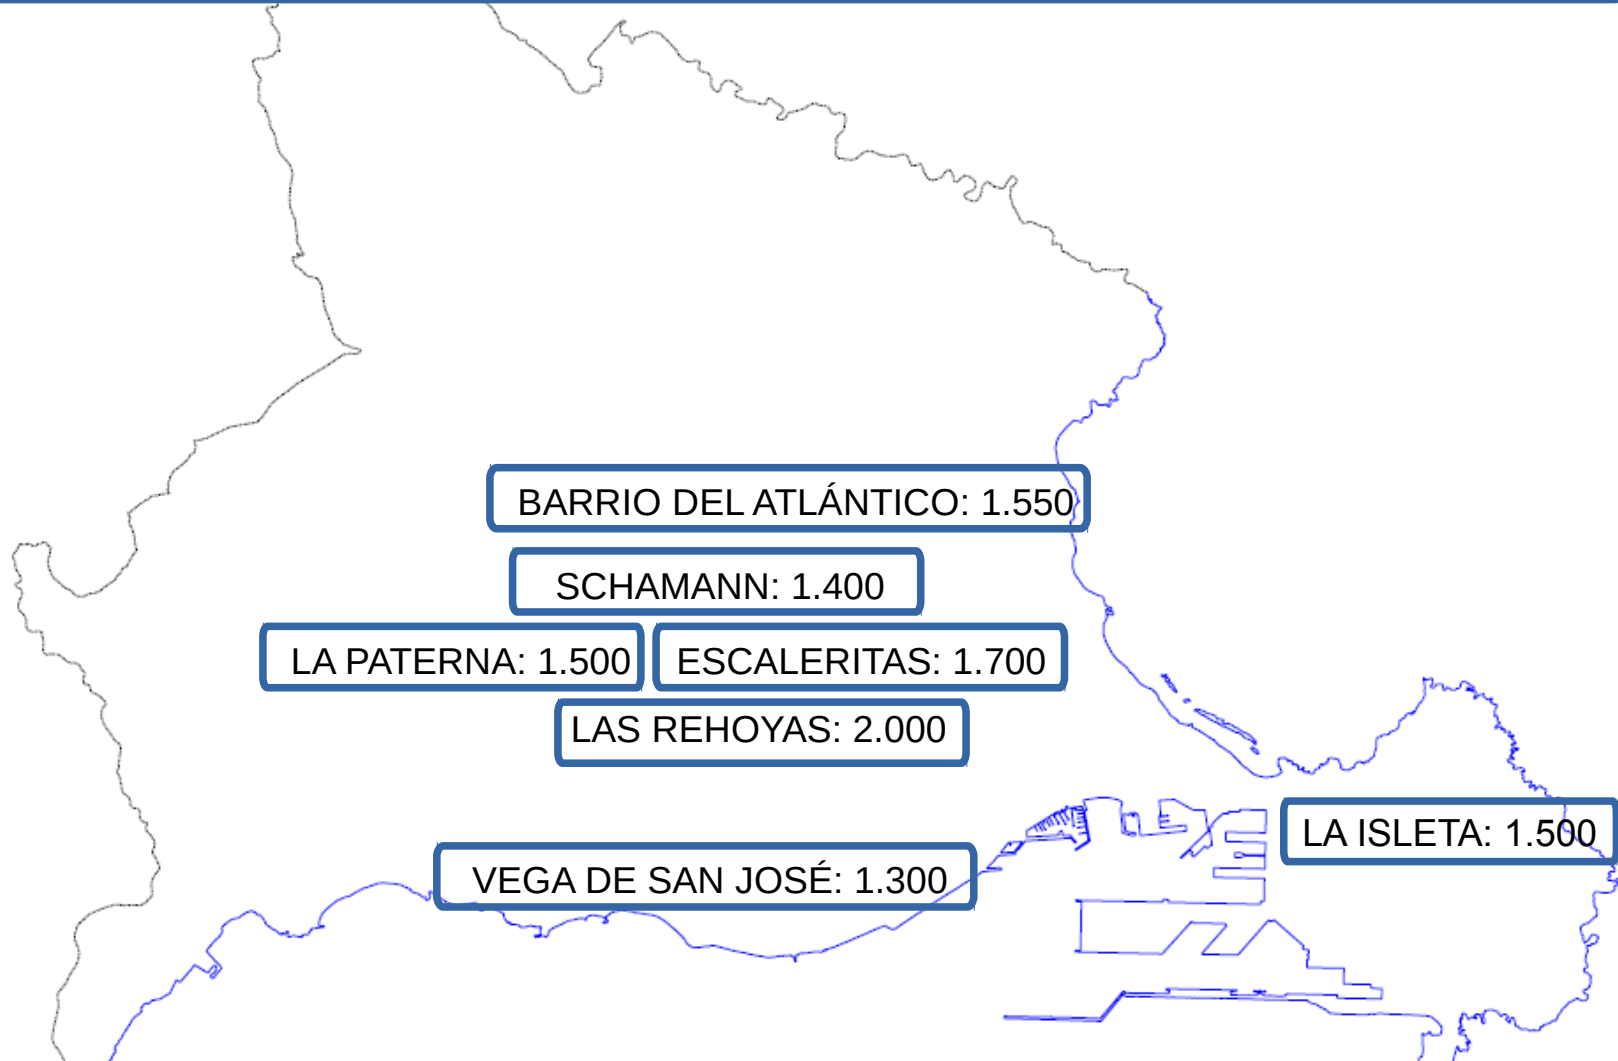 BARRIO DEL ATLÁNTICO: 1.550
SCHAMANN: 1.400
LA PATERNA: 1.500
ESCALERITAS: 1.700
LAS REHOYAS: 2.000
LA ISLETA: 1.500
VEGA DE SAN JOSÉ: 1.300